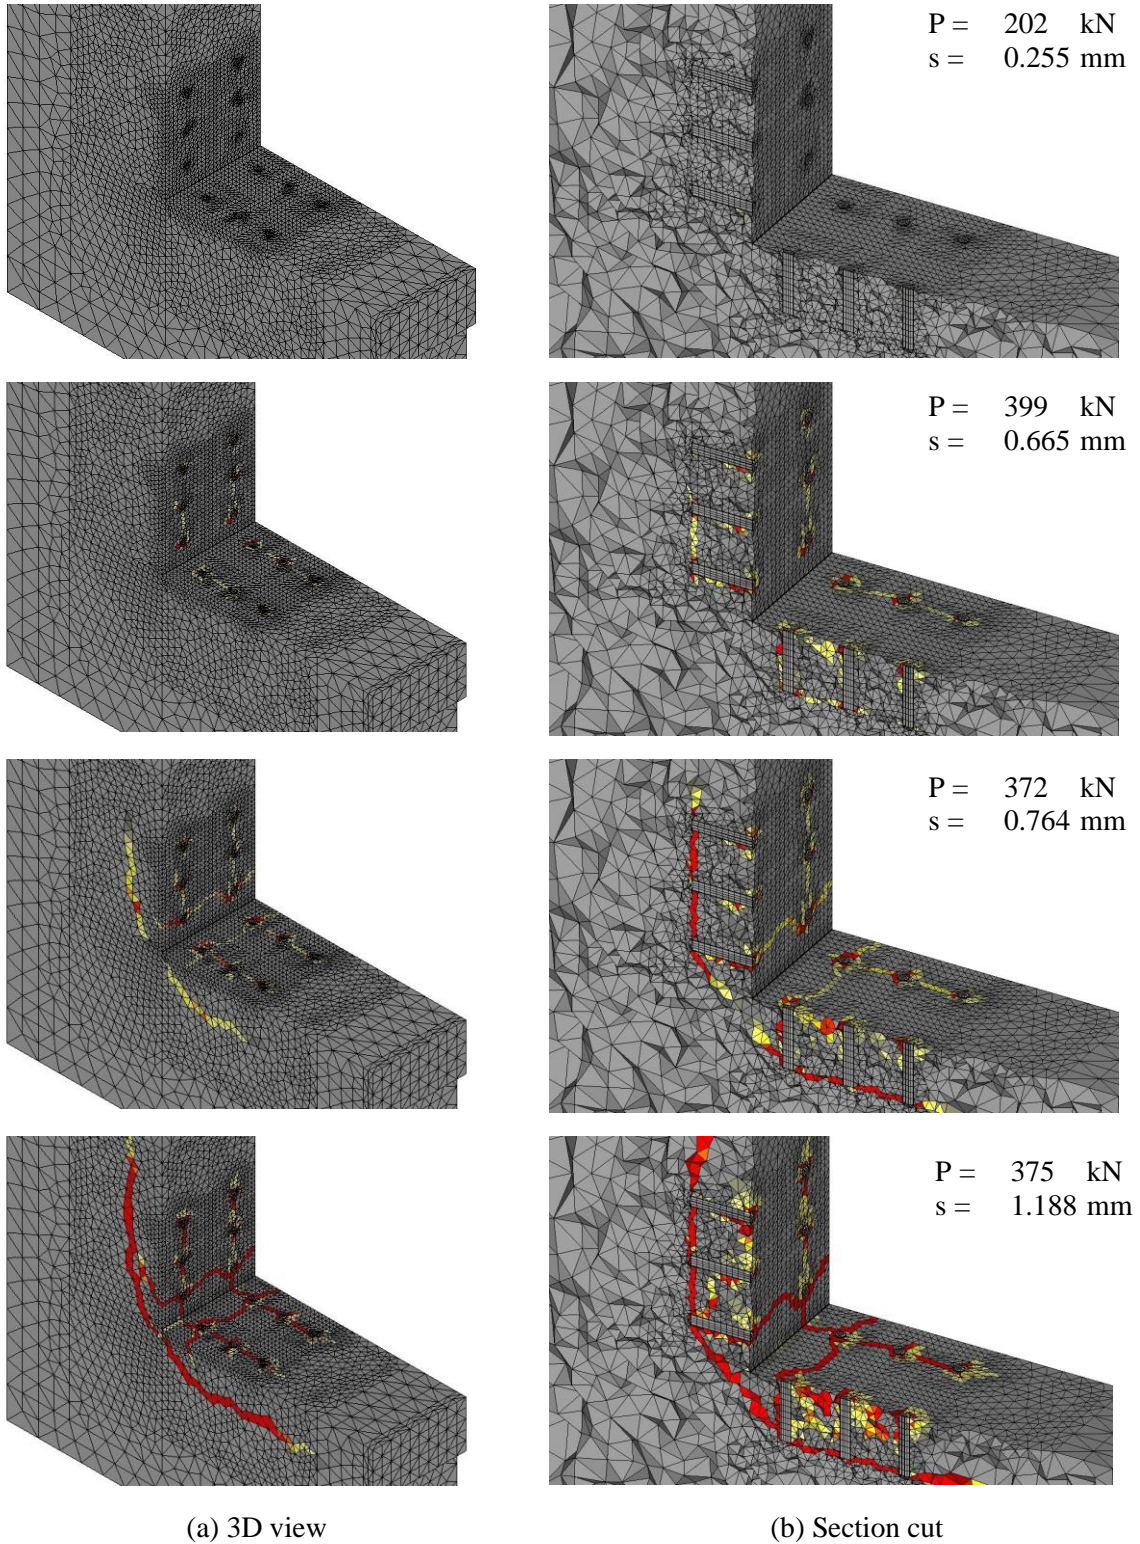 P = 202 kN
s = 0.255 mm
P = 399 kN
s = 0.665 mm
P = 372 kN
s = 0.764 mm
P = 375 kN
s = 1.188 mm
(a) 3D view
(b) Section cut